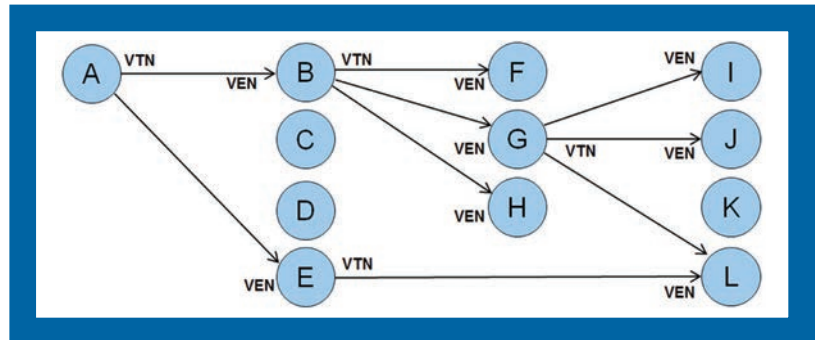 A VTN VEN B VTN VEN F VEN I
C VEN G VTN VEN J
D VEN H K
VEN E VTN VEN L